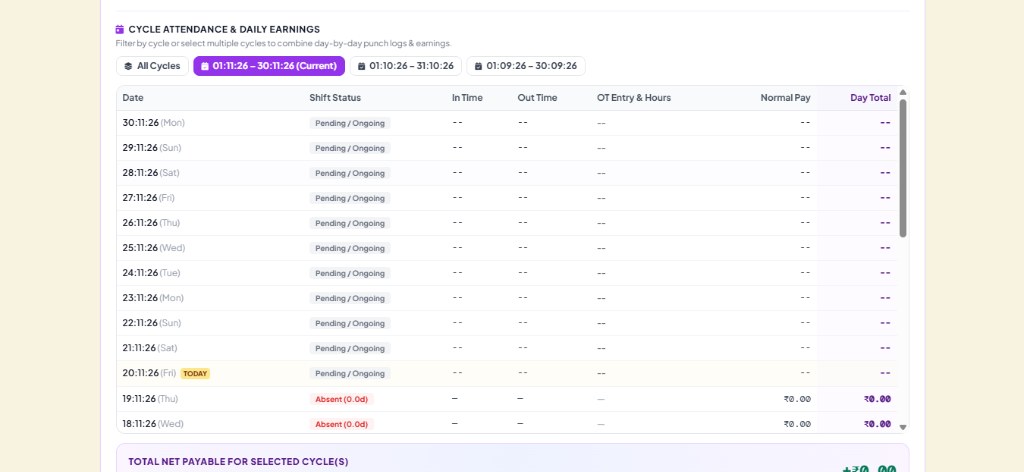 CYCLE ATTENDANCE & DAILY EARNINGS
Filter by cycle or select multiple cycles to combine day-by-day punch logs & earnings.
All Cycles 01:11:26 – 30:11:26 (Current) 01:10:26 – 31:10:26 01:09:26 – 30:09:26
Date Shift Status In Time Out Time OT Entry & Hours Normal Pay Day Total
30:11:26 (Mon) Pending / Ongoing -- -- -- -- --
29:11:26 (Sun) Pending / Ongoing -- -- -- -- --
28:11:26 (Sat) Pending / Ongoing -- -- -- -- --
27:11:26 (Fri) Pending / Ongoing -- -- -- -- --
26:11:26 (Thu) Pending / Ongoing -- -- -- -- --
25:11:26 (Wed) Pending / Ongoing -- -- -- -- --
24:11:26 (Tue) Pending / Ongoing -- -- -- -- --
23:11:26 (Mon) Pending / Ongoing -- -- -- -- --
22:11:26 (Sun) Pending / Ongoing -- -- -- -- --
21:11:26 (Sat) Pending / Ongoing -- -- -- -- --
20:11:26 (Fri) TODAY Pending / Ongoing -- -- -- -- --
19:11:26 (Thu) Absent (0.0d) — — — ₹0.00 ₹0.00
18:11:26 (Wed) Absent (0.0d) — — — ₹0.00 ₹0.00
TOTAL NET PAYABLE FOR SELECTED CYCLE(S)
+₹0.00